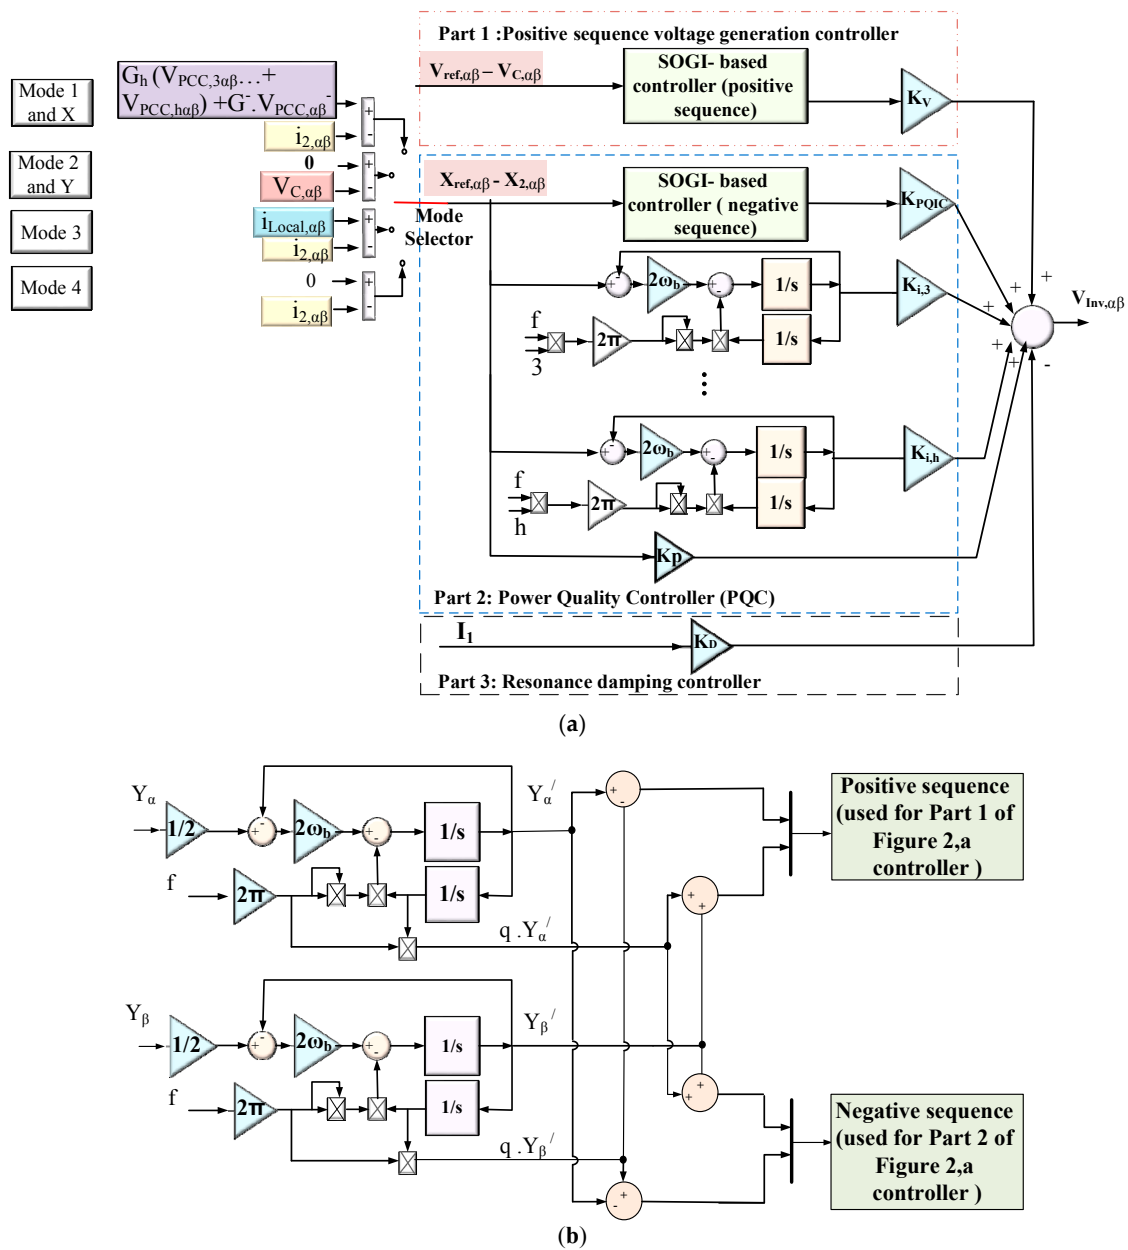 Part 1 :Positive sequence voltage generation controller
Mode 1
and X
Mode 2
and Y
Mode 3
Mode 4
Gh (VPCC,3αβ...+
VPCC,hαβ) +G-.VPCC,αβ-
i2,αβ
0
VC,αβ
iLocal,αβ
i2,αβ
0
i2,αβ
+
-
+
-
+
-
+
-
Mode
Selector
Vref,αβ – VC,αβ
SOGI- based
controller (positive
sequence)
KV
Xref,αβ - X2,αβ
SOGI- based
controller ( negative
sequence)
KPQIC
+ -
2ωb
+ -
1/s
Ki,3
f
3
2π
1/s
+ -
2ωb
+ -
1/s
Ki,h
f
h
2π
1/s
Kp
+
+
+
+
+
-
VInv,αβ
Part 2: Power Quality Controller (PQC)
I1
KD
Part 3: Resonance damping controller
(a)
Yα
1/2
+ -
2ωb
+ -
1/s
Yα/
f
2π
1/s
q .Yα/
Yβ
1/2
+ -
2ωb
+ -
1/s
Yβ/
f
2π
1/s
q .Yβ/
+ -
+ +
+ +
+ -
Positive sequence
(used for Part 1 of
Figure 2,a
controller )
Negative sequence
(used for Part 2 of
Figure 2,a
controller )
(b)